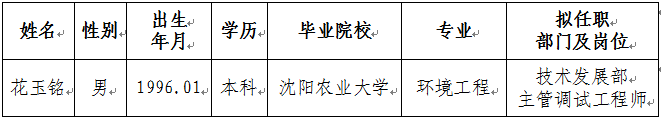 姓名 性别 出生年月 学历 毕业院校 专业 拟任职部门及岗位
花玉铭 男 1996.01 本科 沈阳农业大学 环境工程 技术发展部主管调试工程师